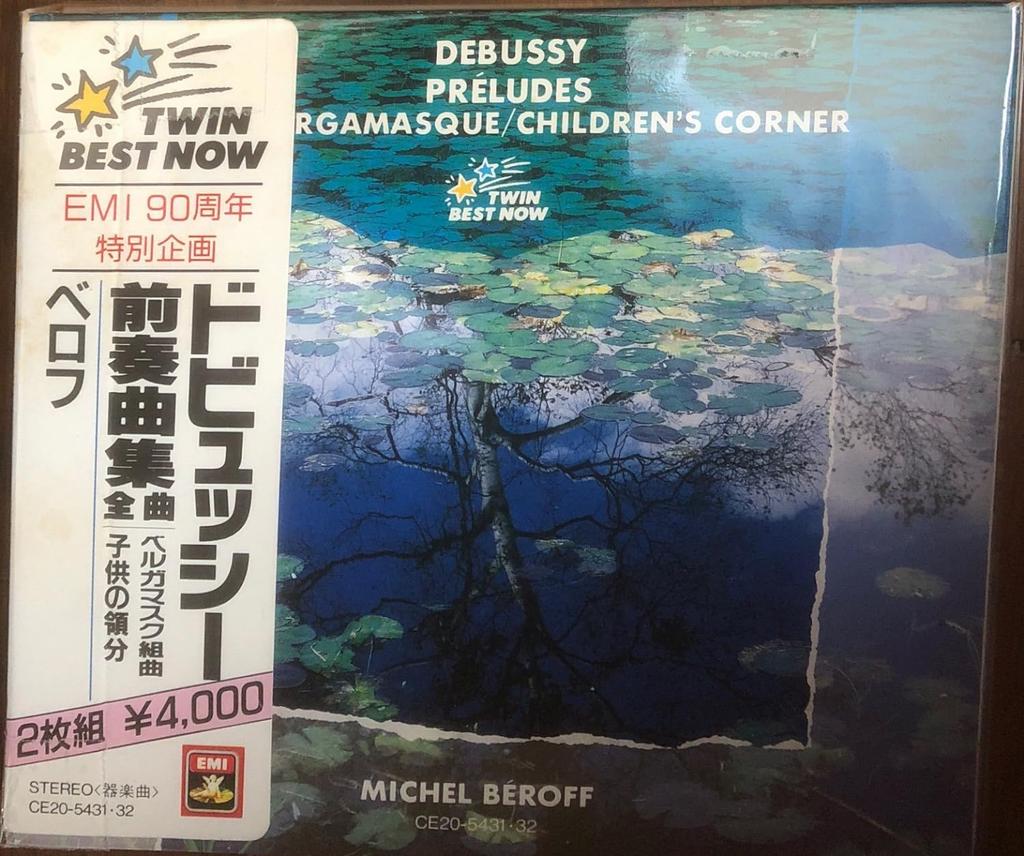 TWIN
BEST NOW
EMI 90周年
特別企画
ドビュッシー
前奏曲集全曲
ベルガマスク組曲
子供の領分
ベロフ
2枚組 ¥4,000
STEREO〈器楽曲〉
CE20-5431·32
EMI
DEBUSSY
PRÉLUDES
RGAMASQUE/CHILDREN'S CORNER
TWIN
BEST NOW
MICHEL BÉROFF
CE20-5431·32